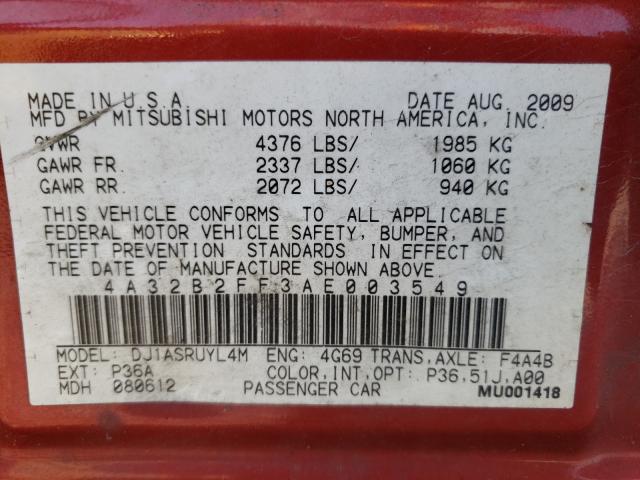 MADE IN U.S.A. DATE AUG. 2009
MFD BY MITSUBISHI MOTORS NORTH AMERICA, INC.
GVWR 4376 LBS/ 1985 KG
GAWR FR. 2337 LBS/ 1060 KG
GAWR RR. 2072 LBS/ 940 KG
THIS VEHICLE CONFORMS TO ALL APPLICABLE
FEDERAL MOTOR VEHICLE SAFETY, BUMPER, AND
THEFT PREVENTION STANDARDS IN EFFECT ON
THE DATE OF MANUFACTURE SHOWN ABOVE.
4A32B2FF3AE003549
MODEL: DJ1ASRUYL4M ENG: 4G69 TRANS,AXLE: F4A4B
EXT: P36A COLOR,INT,OPT: P36,51J,A00
MDH 080612 PASSENGER CAR MU001418